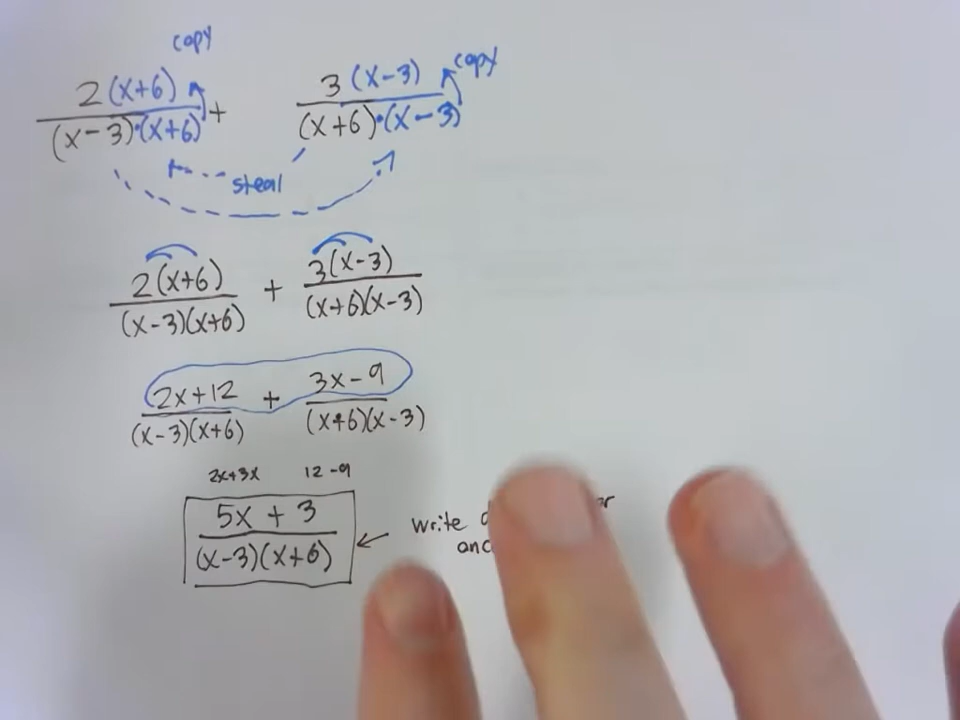 copy
2(x+6) / (x-3)·(x+6) + 3(x-3) / (x+6)·(x-3) copy
steal
2(x+6) / (x-3)(x+6) + 3(x-3) / (x+6)(x-3)
2x+12 / (x-3)(x+6) + 3x-9 / (x+6)(x-3)
2x+3x 12-9
5x + 3 / (x-3)(x+6)
write